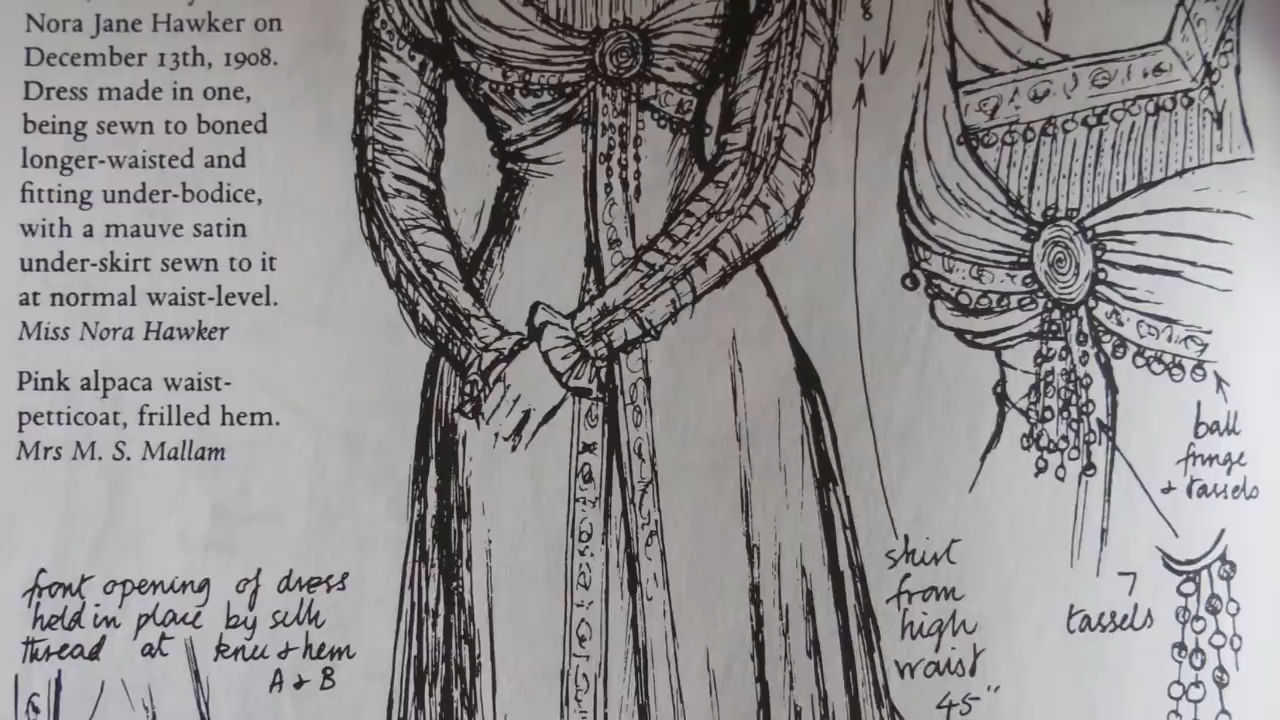 Nora Jane Hawker on
December 13th, 1908.
Dress made in one,
being sewn to boned
longer-waisted and
fitting under-bodice,
with a mauve satin
under-skirt sewn to it
at normal waist-level.
Miss Nora Hawker
Pink alpaca waist-
petticoat, frilled hem.
Mrs M. S. Mallam
front opening of dress
held in place by silk
thread at knee & hem
A & B
skirt
from
high
waist
45"
ball
fringe
& tassels
7
tassels